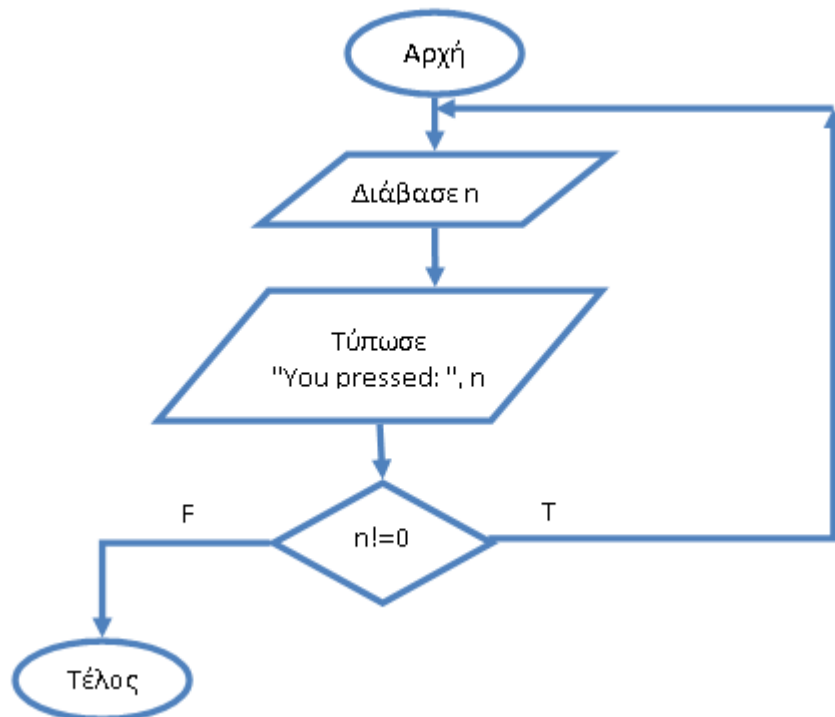 Αρχή
Διάβασε n
Τύπωσε
"You pressed: ", n
F
T
n!=0
Τέλος